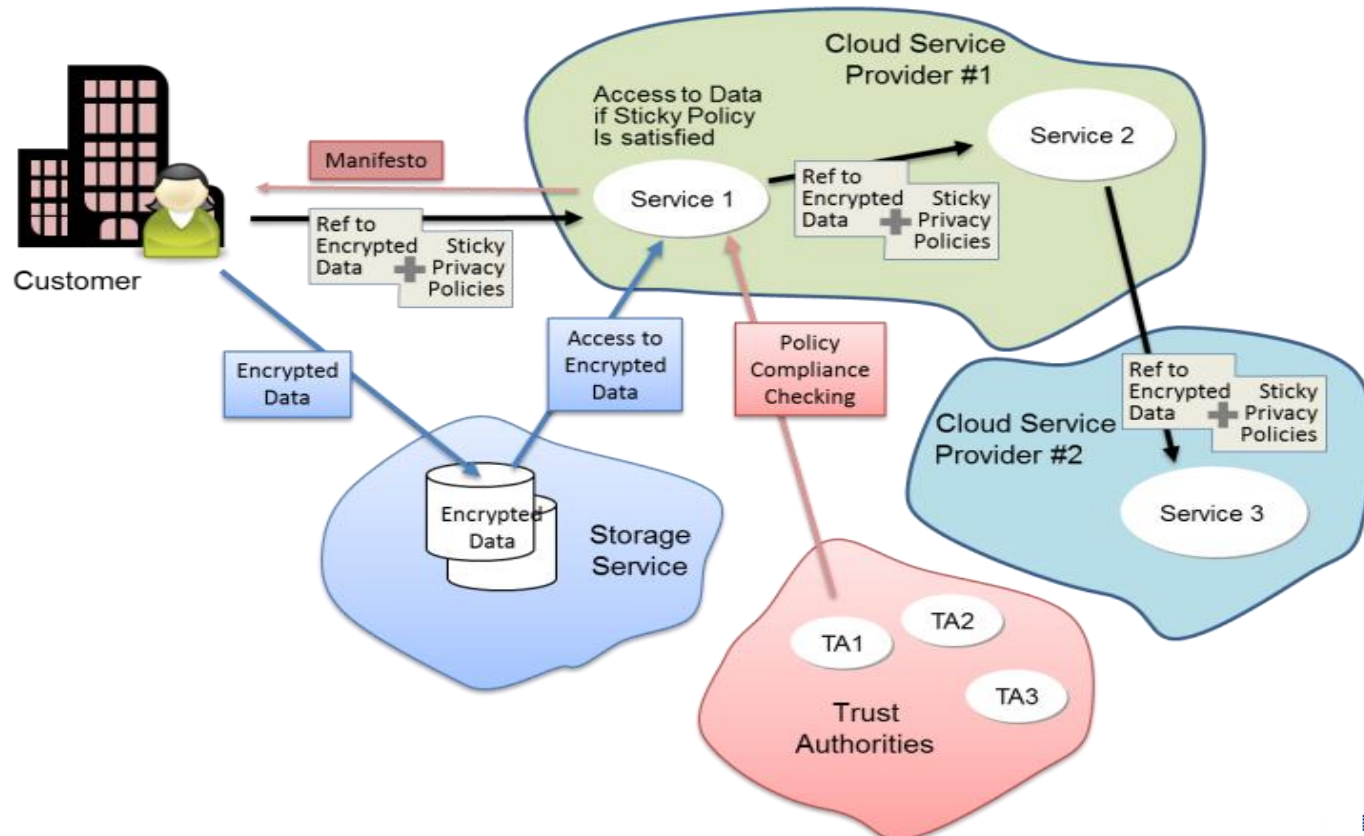 Cloud Service
Provider #1
Access to Data
if Sticky Policy
Is satisfied
Service 2
Manifesto
Service 1
Ref to
Encrypted
Data
Sticky
Privacy
Policies
Ref to
Encrypted
Data
Sticky
Privacy
Policies
Customer
Encrypted
Data
Access to
Encrypted
Data
Policy
Compliance
Checking
Ref to
Encrypted
Data
Sticky
Privacy
Policies
Cloud Service
Provider #2
Service 3
Encrypted
Data
Storage
Service
TA1
TA2
TA3
Trust
Authorities